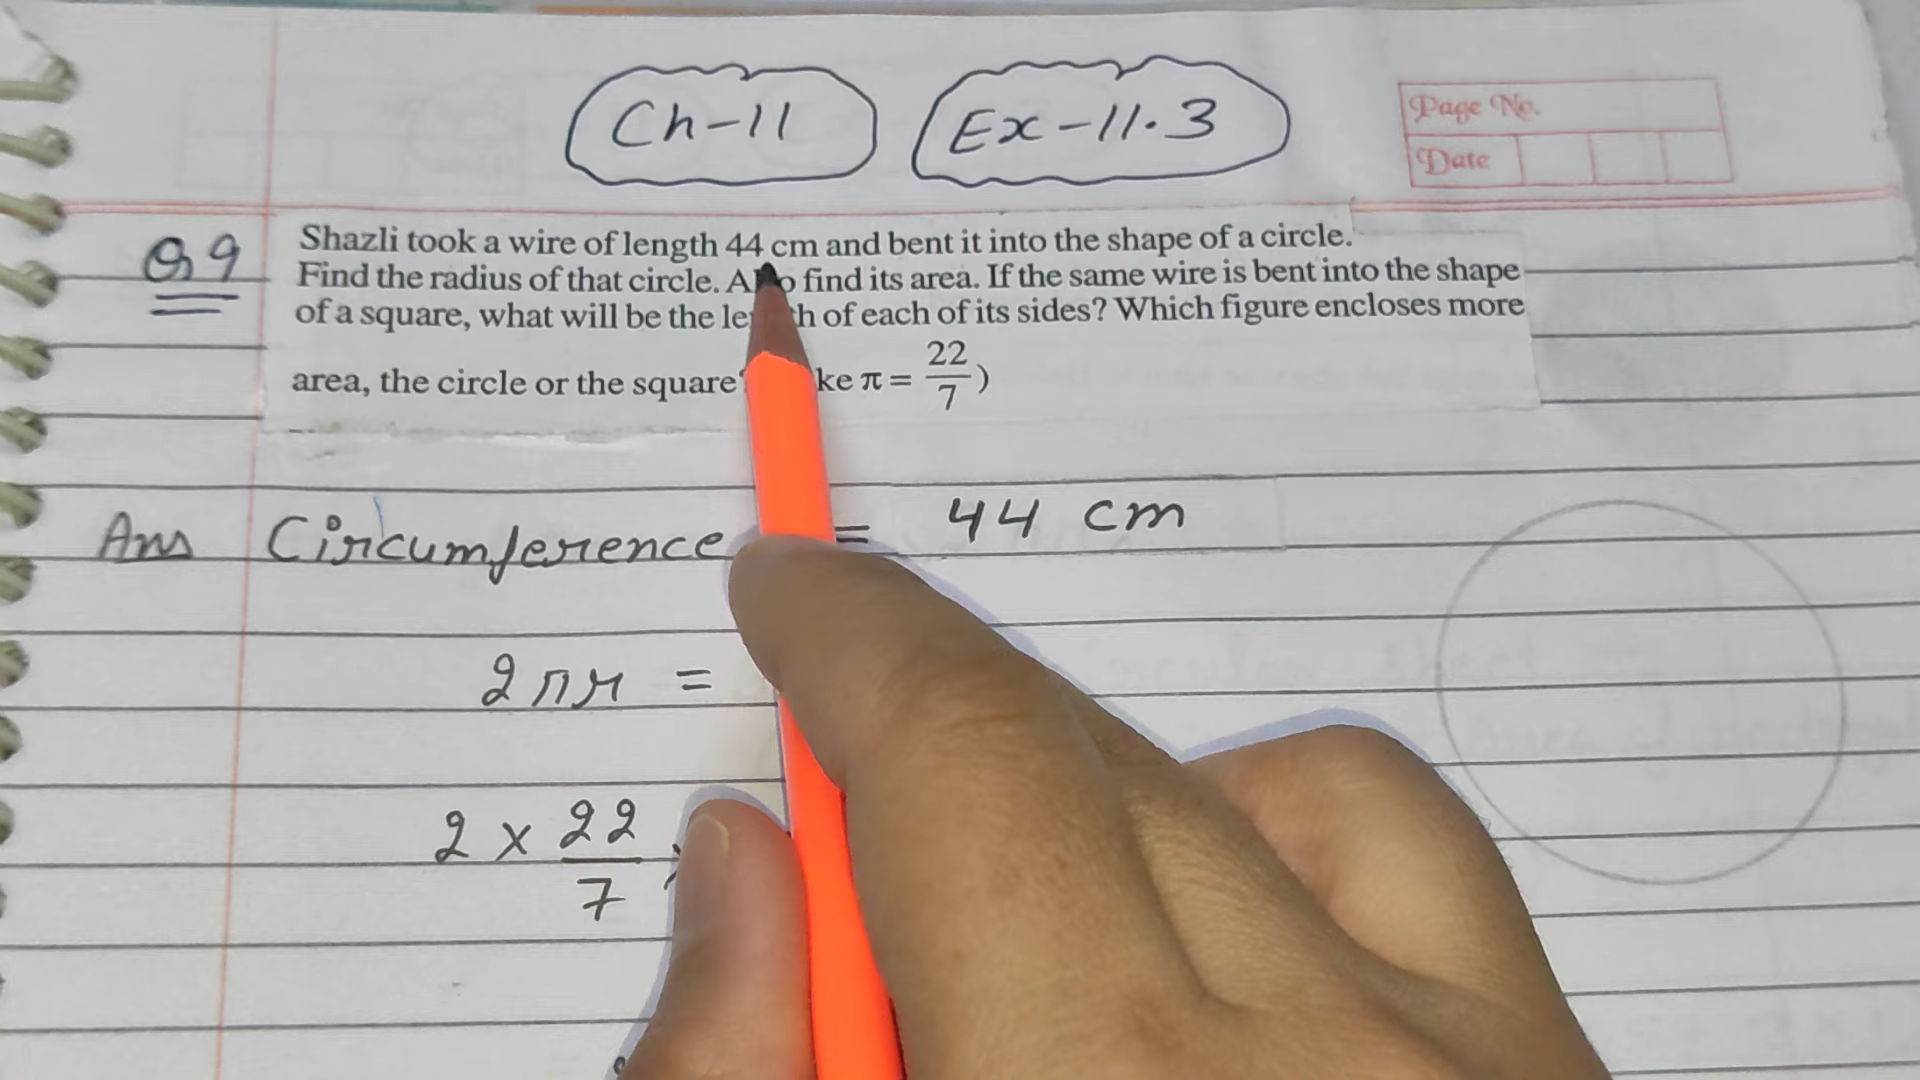 Ch-11 Ex-11.3
Page No.
Date
Q 9
Shazli took a wire of length 44 cm and bent it into the shape of a circle.
Find the radius of that circle. Also find its area. If the same wire is bent into the shape
of a square, what will be the length of each of its sides? Which figure encloses more
area, the circle or the square? ke π = 22/7)
Ans Circumference = 44 cm
2πr =
2 × 22/7